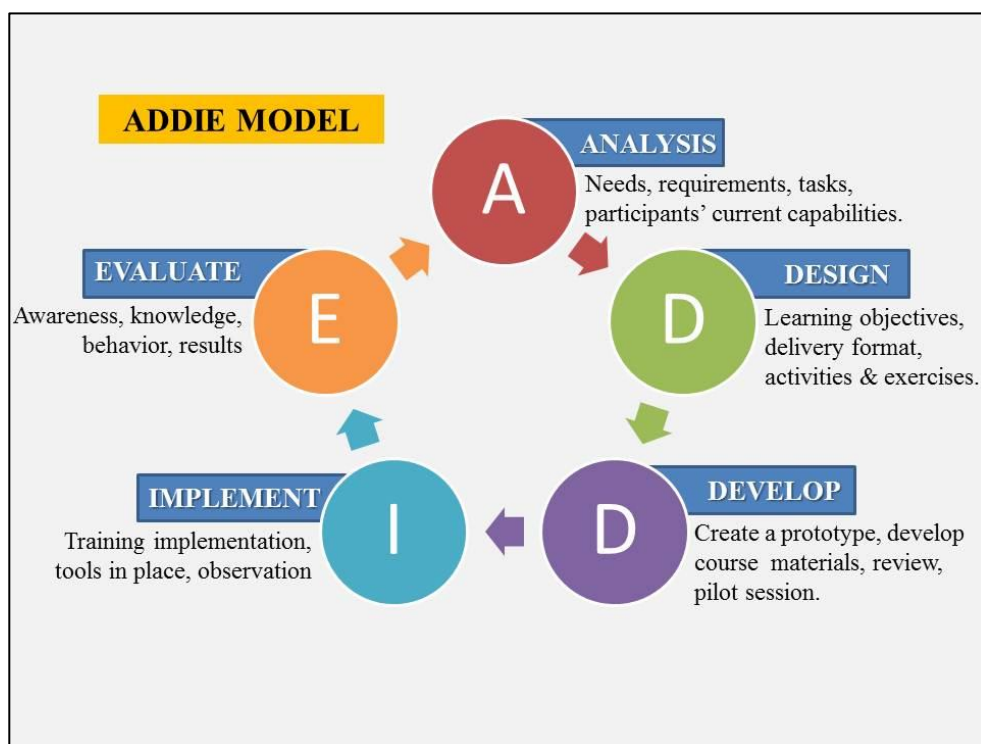 ADDIE MODEL
A
ANALYSIS
Needs, requirements, tasks,
participants’ current capabilities.
D
DESIGN
Learning objectives,
delivery format,
activities & exercises.
D
DEVELOP
Create a prototype, develop
course materials, review,
pilot session.
I
IMPLEMENT
Training implementation,
tools in place, observation
E
EVALUATE
Awareness, knowledge,
behavior, results